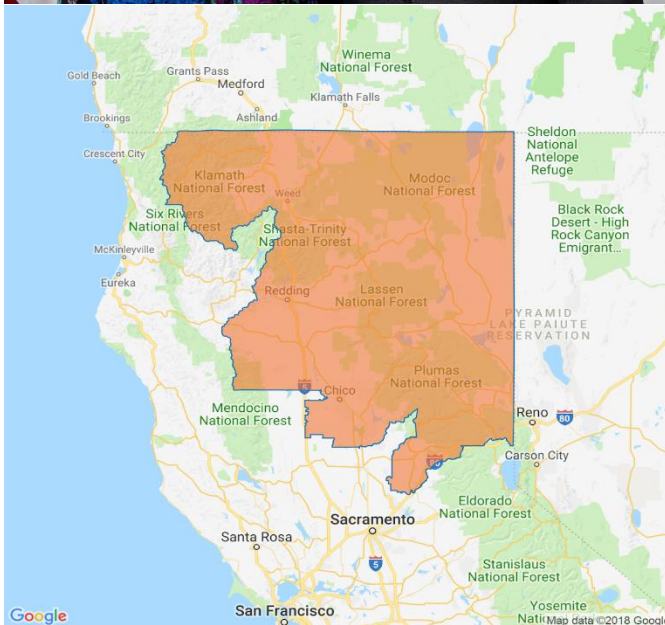 Winema
National Forest
Gold Beach
Grants Pass
Medford
Klamath Falls
Brookings
Ashland
Crescent City
Sheldon
National
Antelope
Refuge
Klamath
National Forest
Weed
Modoc
National Forest
Six Rivers
National Forest
Shasta-Trinity
National Forest
Black Rock
Desert - High
Rock Canyon
Emigrant...
McKinleyville
Eureka
Redding
Lassen
National Forest
PYRAMID
LAKE PAIUTE
RESERVATION
Plumas
National Forest
5
Chico
Mendocino
National Forest
Reno
80
Carson City
Eldorado
National Forest
Sacramento
Santa Rosa
5
Stanislaus
National Forest
San Francisco
Yosemite
Google
Map data ©2018 Google